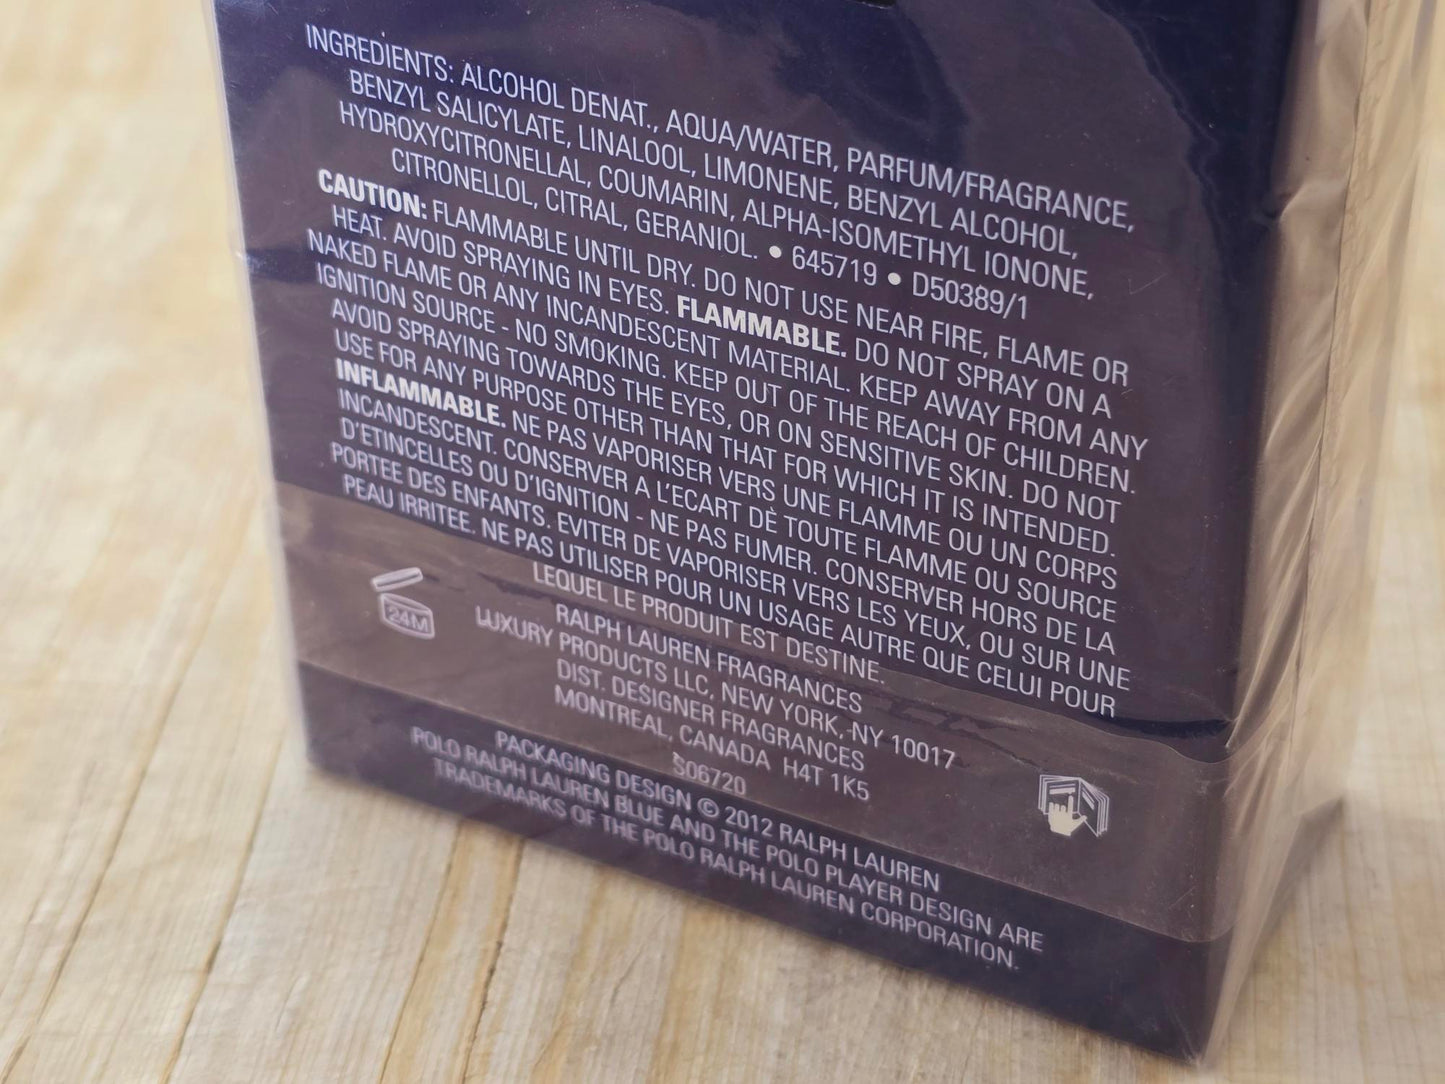 INGREDIENTS: ALCOHOL DENAT., AQUA/WATER, PARFUM/FRAGRANCE,
BENZYL SALICYLATE, LINALOOL, LIMONENE, BENZYL ALCOHOL,
HYDROXYCITRONELLAL, COUMARIN, ALPHA-ISOMETHYL IONONE,
CITRONELLOL, CITRAL, GERANIOL. • 645719 • D50389/1
CAUTION: FLAMMABLE UNTIL DRY. DO NOT USE NEAR FIRE, FLAME OR
HEAT. AVOID SPRAYING IN EYES. FLAMMABLE. DO NOT SPRAY ON A
NAKED FLAME OR ANY INCANDESCENT MATERIAL. KEEP AWAY FROM ANY
IGNITION SOURCE - NO SMOKING. KEEP OUT OF THE REACH OF CHILDREN.
AVOID SPRAYING TOWARDS THE EYES, OR ON SENSITIVE SKIN. DO NOT
USE FOR ANY PURPOSE OTHER THAN THAT FOR WHICH IT IS INTENDED.
INFLAMMABLE. NE PAS VAPORISER VERS UNE FLAMME OU UN CORPS
INCANDESCENT. CONSERVER A L'ECART DE TOUTE FLAMME OU SOURCE
D'ETINCELLES OU D'IGNITION - NE PAS FUMER. CONSERVER HORS DE LA
PORTEE DES ENFANTS. EVITER DE VAPORISER VERS LES YEUX, OU SUR UNE
PEAU IRRITEE. NE PAS UTILISER POUR UN USAGE AUTRE QUE CELUI POUR
LEQUEL LE PRODUIT EST DESTINE.
24M
RALPH LAUREN FRAGRANCES
LUXURY PRODUCTS LLC, NEW YORK, NY 10017
DIST. DESIGNER FRAGRANCES
MONTREAL, CANADA H4T 1K5
S06720
PACKAGING DESIGN © 2012 RALPH LAUREN
POLO RALPH LAUREN BLUE AND THE POLO PLAYER DESIGN ARE
TRADEMARKS OF THE POLO RALPH LAUREN CORPORATION.